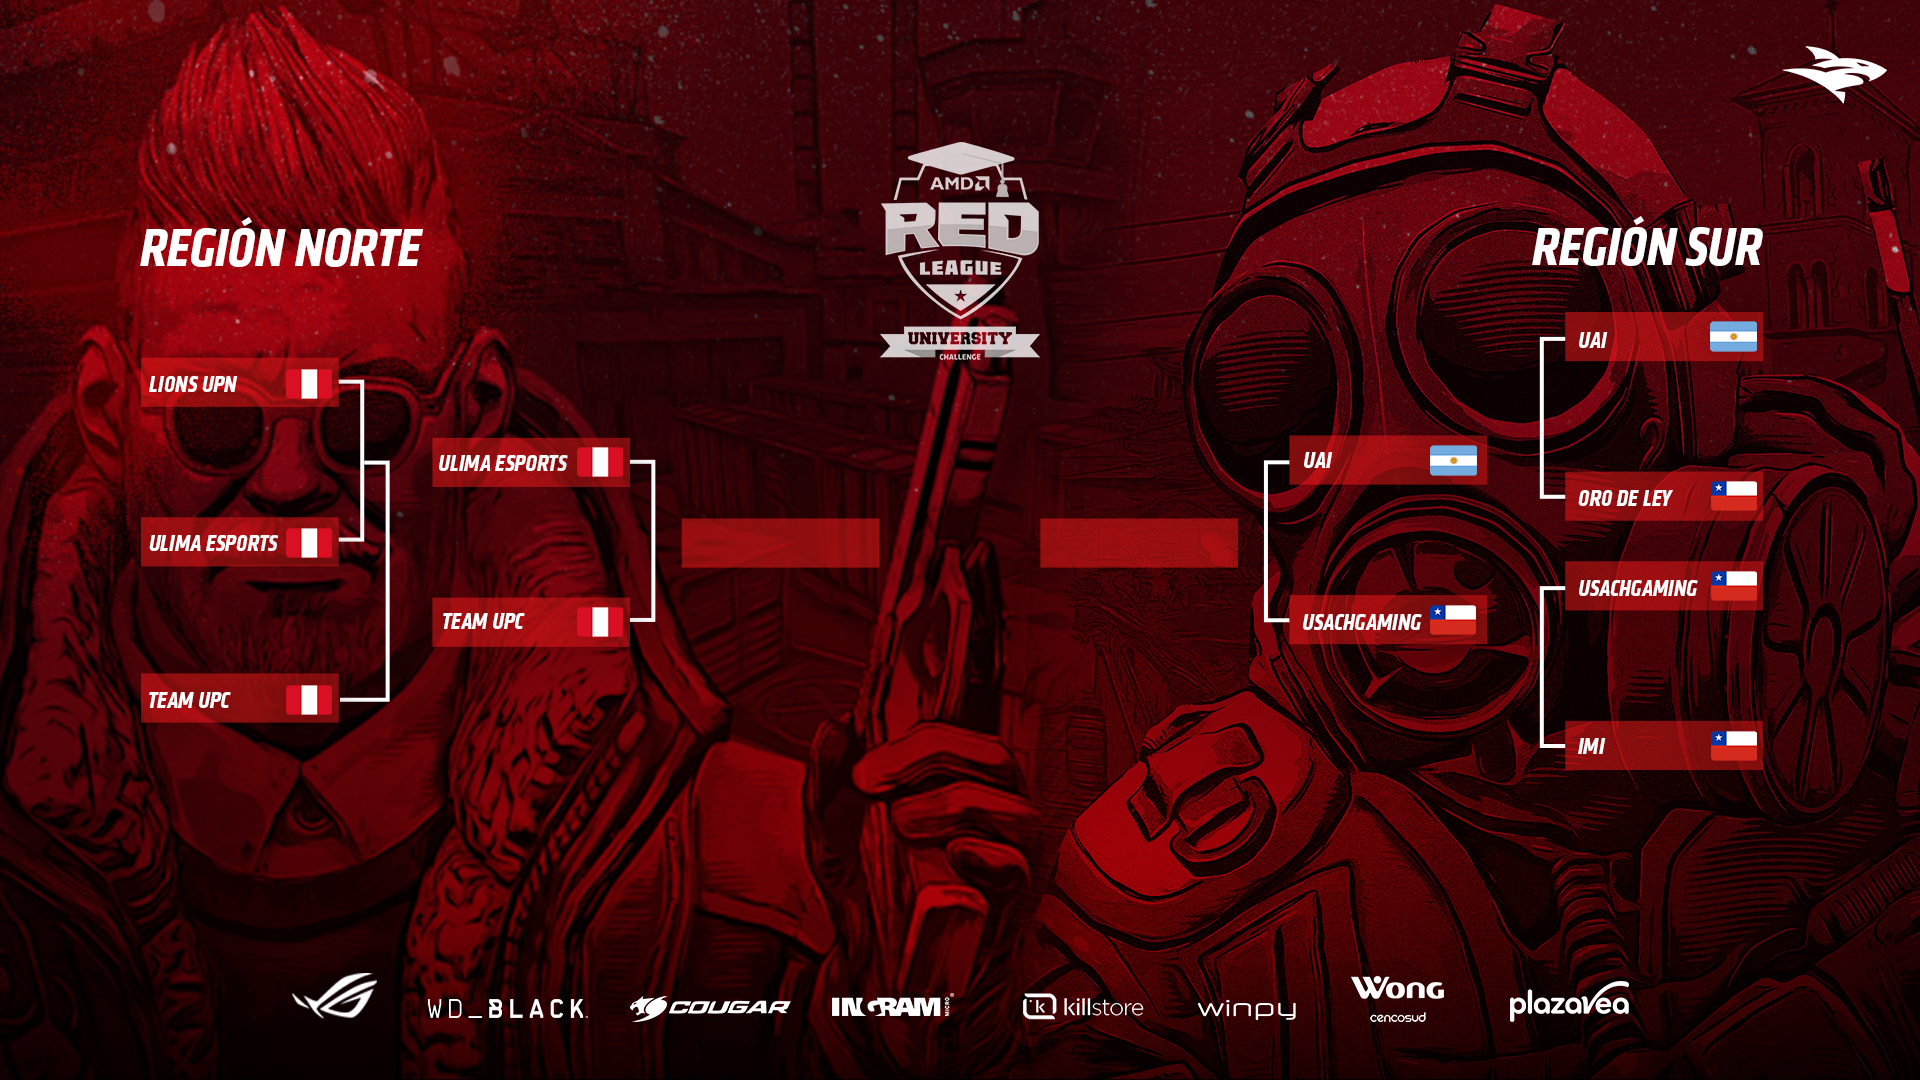 AMD
RED
LEAGUE
UNIVERSITY
CHALLENGE
REGIÓN NORTE
LIONS UPN
ULIMA ESPORTS
TEAM UPC
ULIMA ESPORTS
TEAM UPC
REGIÓN SUR
UAI
ORO DE LEY
USACHGAMING
IMI
UAI
USACHGAMING
WD_BLACK.
COUGAR
INGRAM MICRO
k killstore
winpy
Wong
cencosud
plazavea